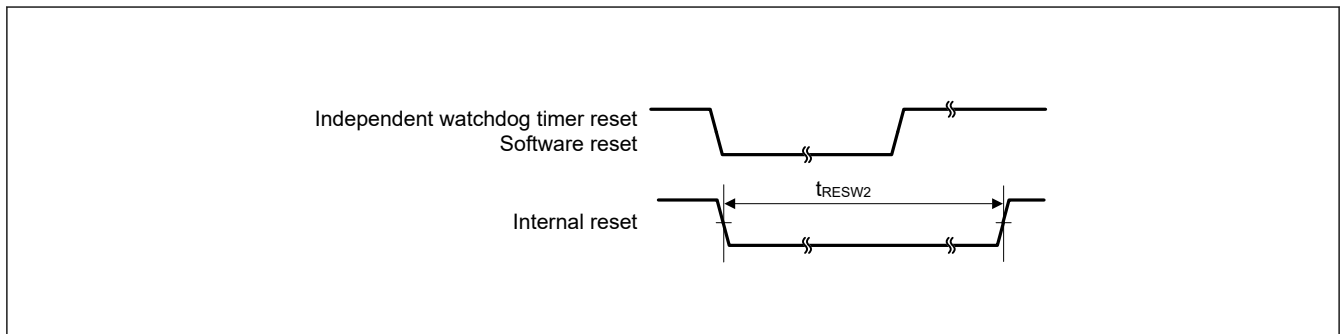 Independent watchdog timer reset
Software reset
tRESW2
Internal reset